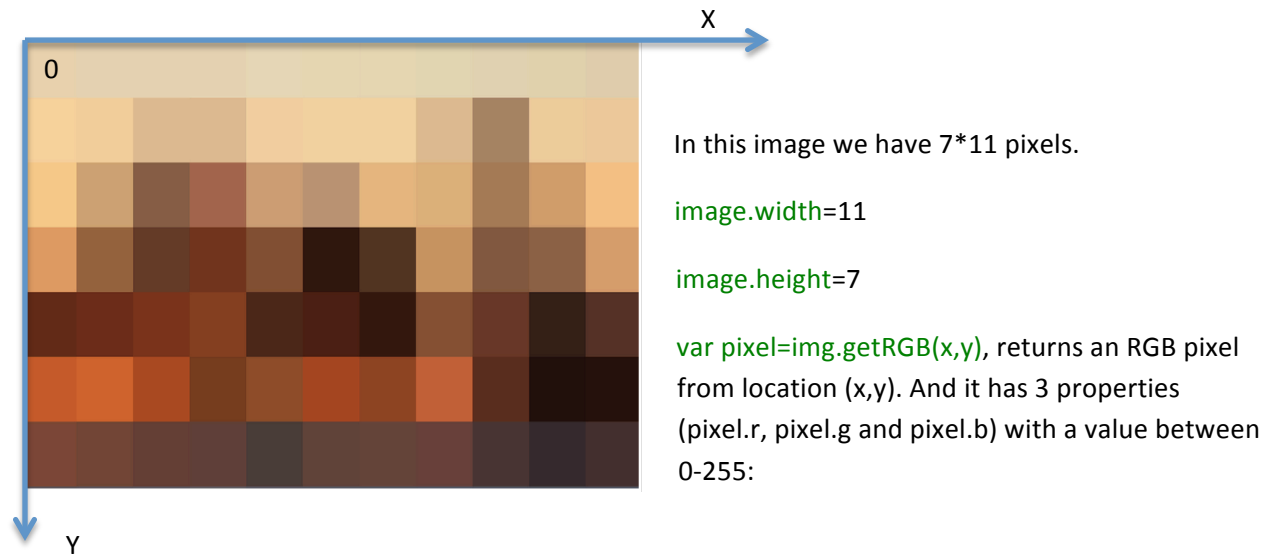 X
0
In this image we have 7*11 pixels.
image.width=11
image.height=7
var pixel=img.getRGB(x,y), returns an RGB pixel
from location (x,y). And it has 3 properties
(pixel.r, pixel.g and pixel.b) with a value between
0-255:
Y